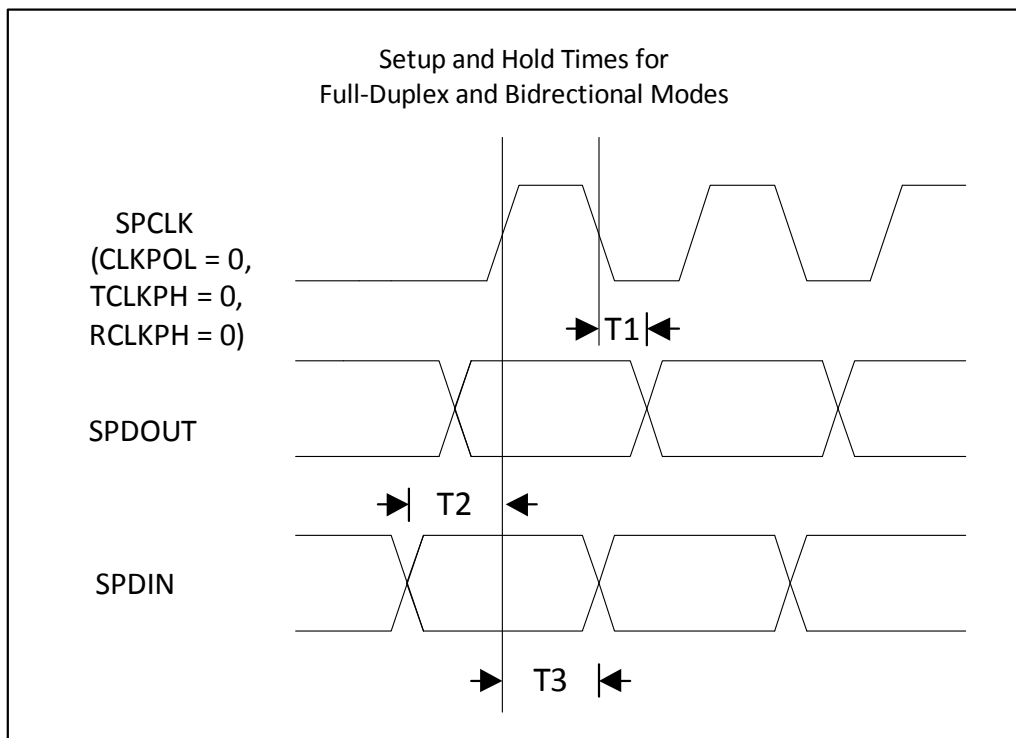 Setup and Hold Times for
Full-Duplex and Bidrectional Modes
SPCLK
(CLKPOL = 0,
TCLKPH = 0,
RCLKPH = 0)
T1
SPDOUT
T2
SPDIN
T3